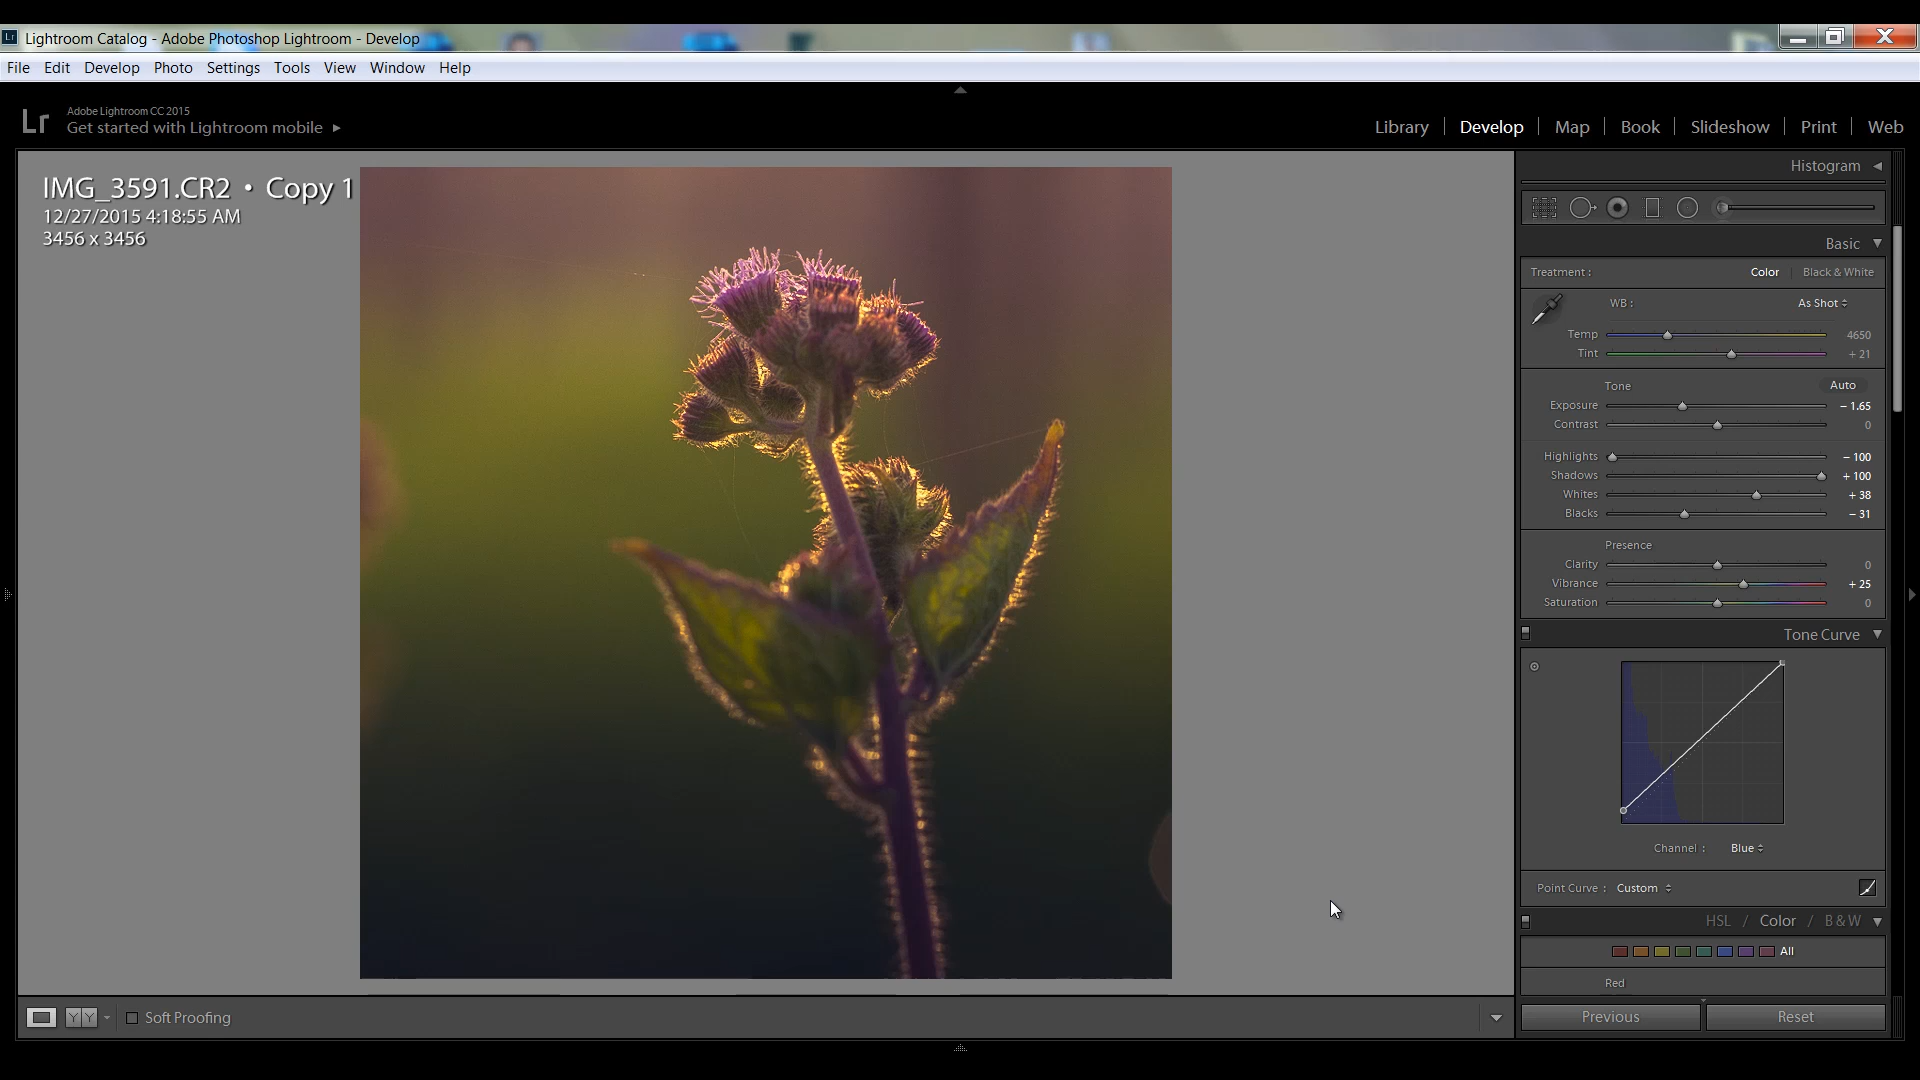 Lr Lightroom Catalog - Adobe Photoshop Lightroom - Develop
File Edit Develop Photo Settings Tools View Window Help
Lr Adobe Lightroom CC 2015
Get started with Lightroom mobile
Library Develop Map Book Slideshow Print Web
IMG_3591.CR2 • Copy 1
12/27/2015 4:18:55 AM
3456 x 3456
Histogram
Basic
Treatment : Color Black & White
WB : As Shot
Temp 4650
Tint + 21
Tone Auto
Exposure − 1.65
Contrast 0
Highlights − 100
Shadows + 100
Whites + 38
Blacks − 31
Presence
Clarity 0
Vibrance + 25
Saturation 0
Tone Curve
Channel : Blue
Point Curve : Custom
HSL / Color / B & W
All
Red
Y Y Soft Proofing
Previous Reset